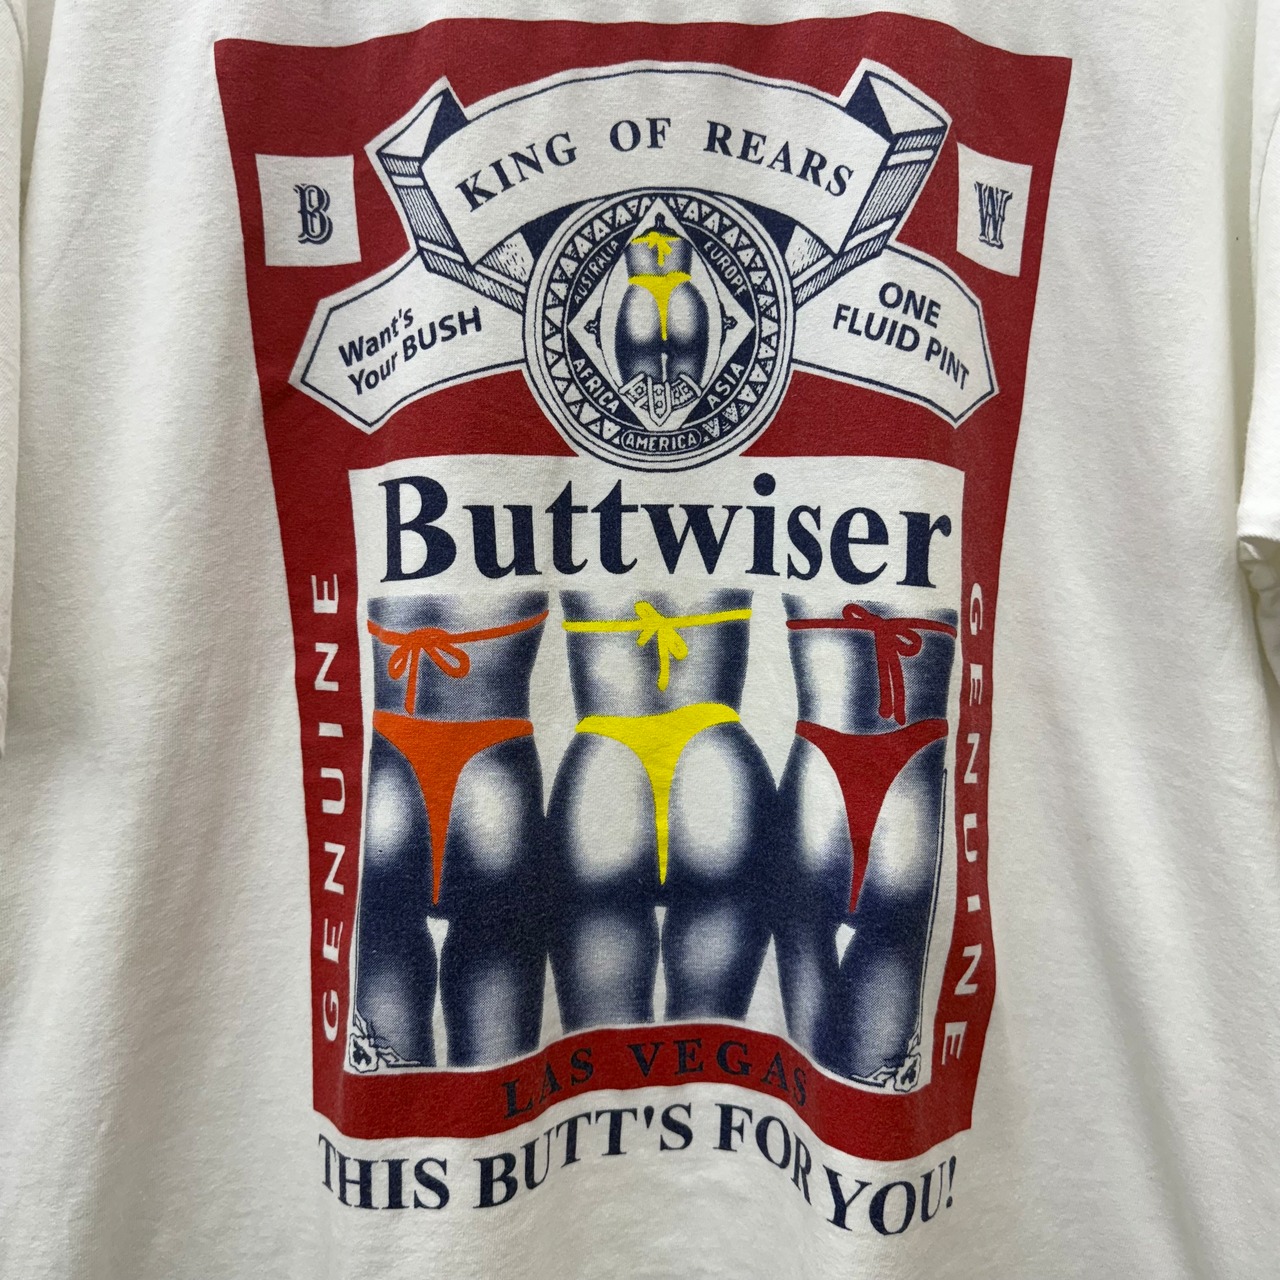 KING OF REARS
B
W
Want's
Your BUSH
ONE
FLUID PINT
AUSTRALIA
EUROPE
AFRICA
ASIA
AMERICA
Buttwiser
GENUINE
GENUINE
LAS VEGAS
THIS BUTT'S FOR YOU!